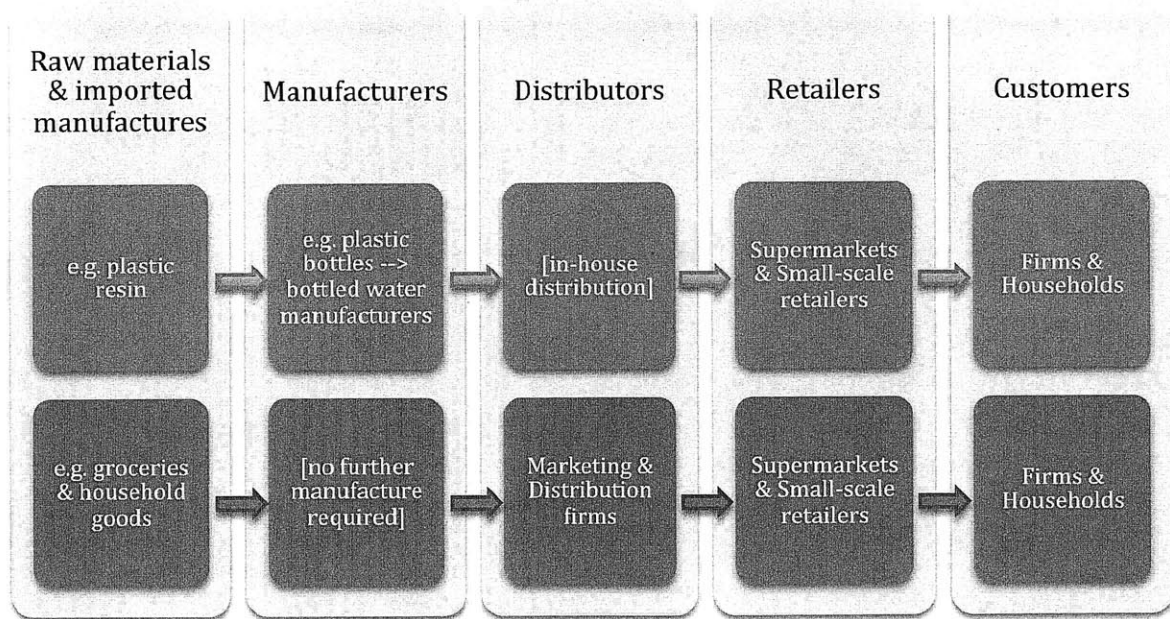 Raw materials
& imported
manufactures
Manufacturers
Distributors
Retailers
Customers
e.g. plastic
resin
e.g. plastic
bottles -->
bottled water
manufacturers
[in-house
distribution]
Supermarkets
& Small-scale
retailers
Firms &
Households
e.g. groceries
& household
goods
[no further
manufacture
required]
Marketing &
Distribution
firms
Supermarkets
& Small-scale
retailers
Firms &
Households